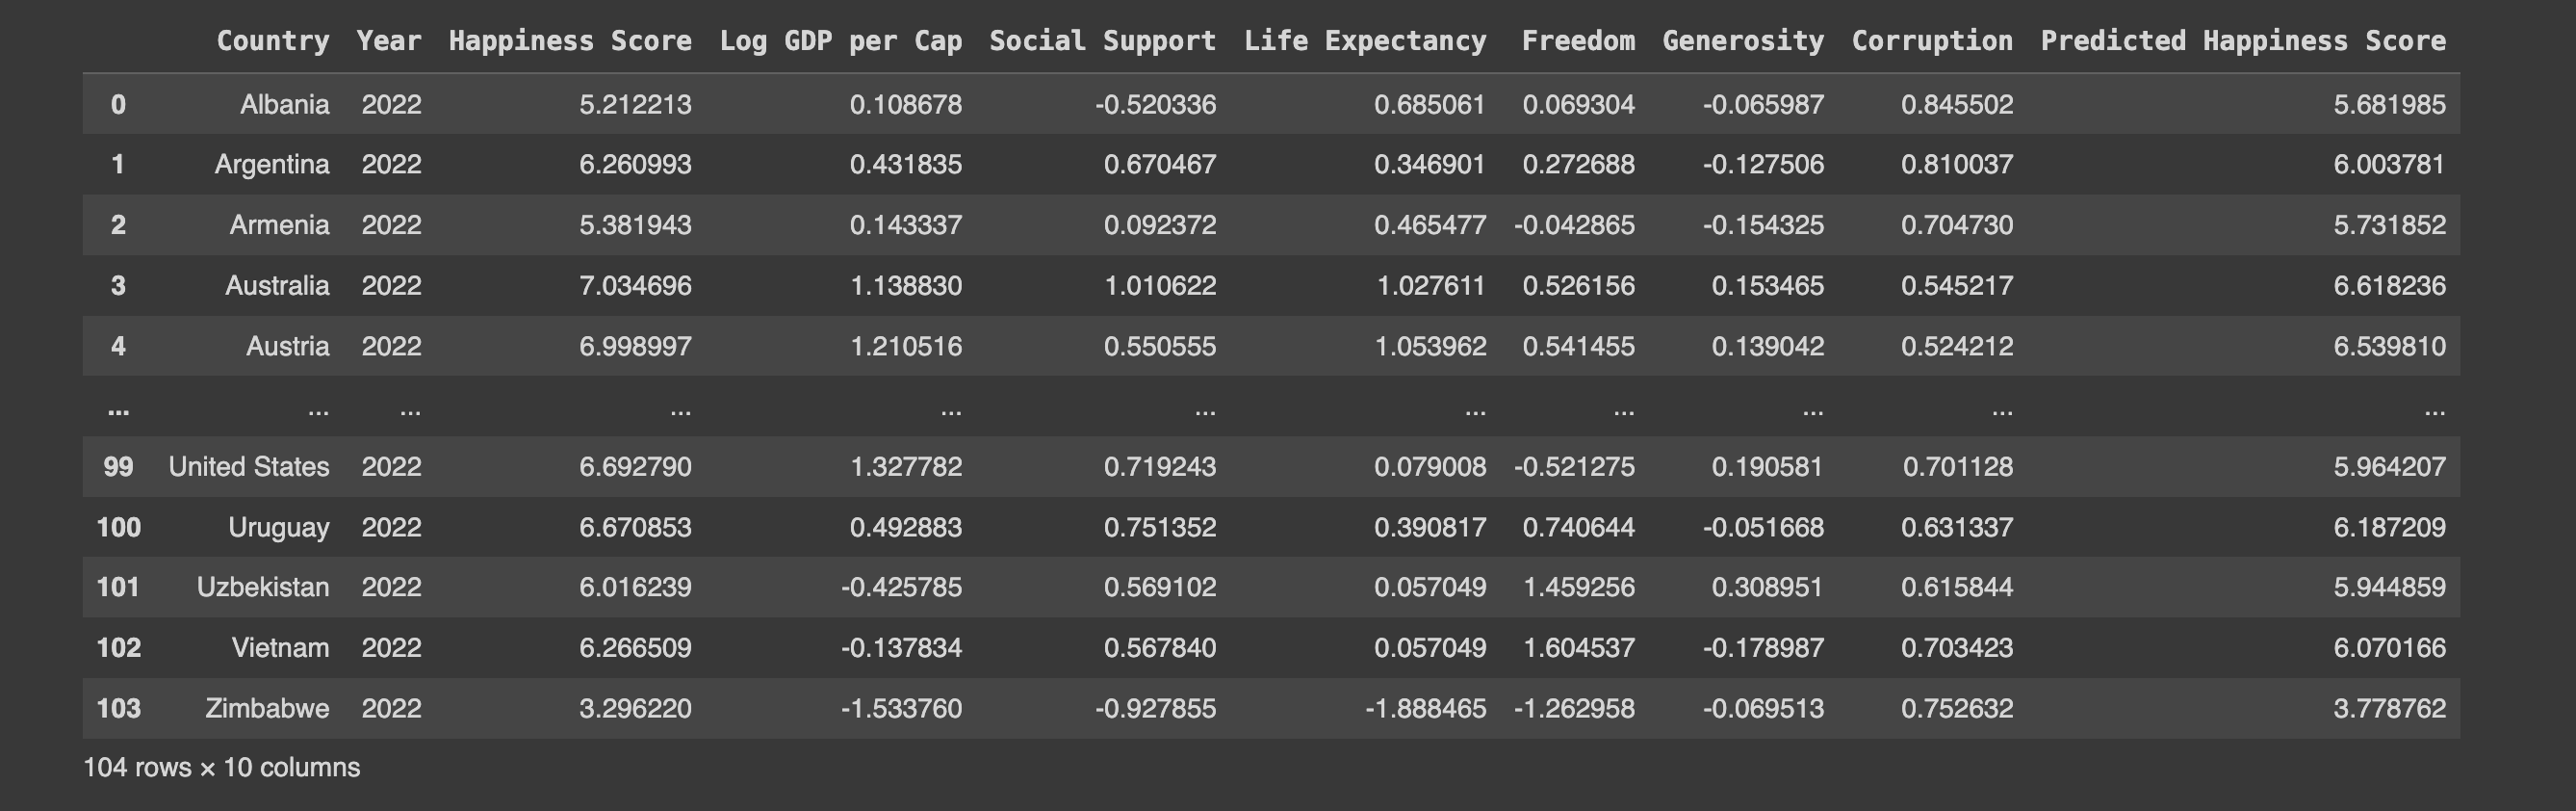 Country Year Happiness Score Log GDP per Cap Social Support Life Expectancy Freedom Generosity Corruption Predicted Happiness Score
0 Albania 2022 5.212213 0.108678 -0.520336 0.685061 0.069304 -0.065987 0.845502 5.681985
1 Argentina 2022 6.260993 0.431835 0.670467 0.346901 0.272688 -0.127506 0.810037 6.003781
2 Armenia 2022 5.381943 0.143337 0.092372 0.465477 -0.042865 -0.154325 0.704730 5.731852
3 Australia 2022 7.034696 1.138830 1.010622 1.027611 0.526156 0.153465 0.545217 6.618236
4 Austria 2022 6.998997 1.210516 0.550555 1.053962 0.541455 0.139042 0.524212 6.539810
... ... ... ... ... ... ... ... ... ... ...
99 United States 2022 6.692790 1.327782 0.719243 0.079008 -0.521275 0.190581 0.701128 5.964207
100 Uruguay 2022 6.670853 0.492883 0.751352 0.390817 0.740644 -0.051668 0.631337 6.187209
101 Uzbekistan 2022 6.016239 -0.425785 0.569102 0.057049 1.459256 0.308951 0.615844 5.944859
102 Vietnam 2022 6.266509 -0.137834 0.567840 0.057049 1.604537 -0.178987 0.703423 6.070166
103 Zimbabwe 2022 3.296220 -1.533760 -0.927855 -1.888465 -1.262958 -0.069513 0.752632 3.778762
104 rows × 10 columns